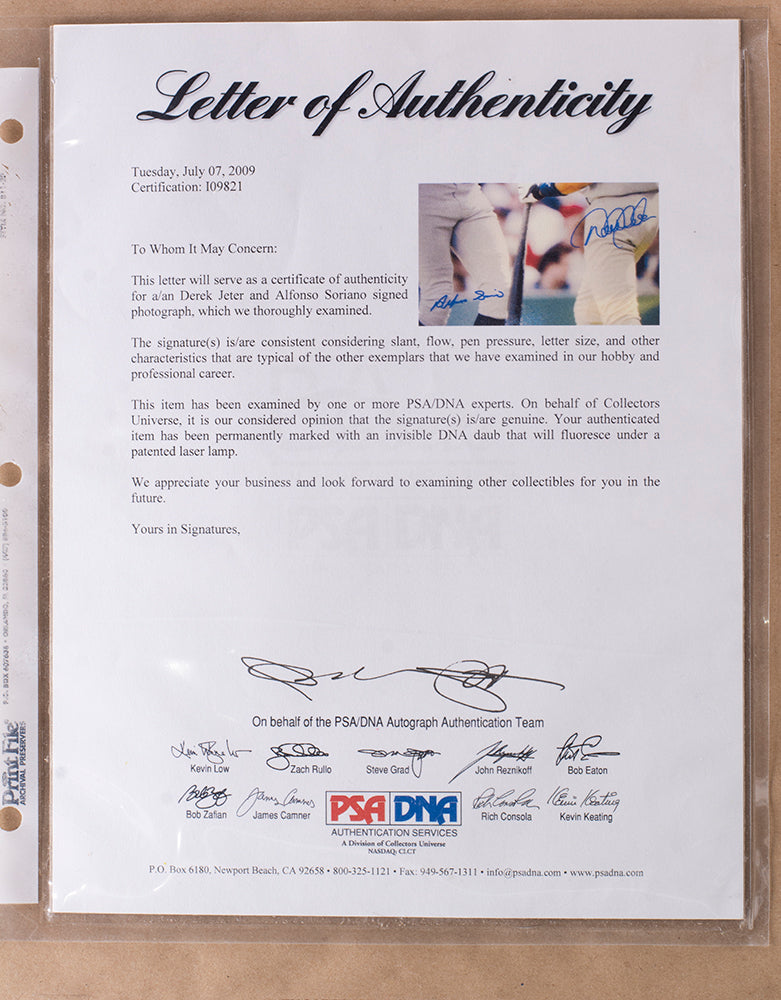 Letter of Authenticity
Tuesday, July 07, 2009
Certification: I09821
To Whom It May Concern:
This letter will serve as a certificate of authenticity
for a/an Derek Jeter and Alfonso Soriano signed
photograph, which we thoroughly examined.
The signature(s) is/are consistent considering slant, flow, pen pressure, letter size, and other
characteristics that are typical of the other exemplars that we have examined in our hobby and
professional career.
This item has been examined by one or more PSA/DNA experts. On behalf of Collectors
Universe, it is our considered opinion that the signature(s) is/are genuine. Your authenticated
item has been permanently marked with an invisible DNA daub that will fluoresce under a
patented laser lamp.
We appreciate your business and look forward to examining other collectibles for you in the
future.
Yours in Signatures,
PSA DNA
On behalf of the PSA/DNA Autograph Authentication Team
Kevin Low Zach Rullo Steve Grad John Reznikoff Bob Eaton
Bob Zafian James Camner Rich Consola Kevin Keating
PSA DNA
AUTHENTICATION SERVICES
A Division of Collectors Universe
NASDAQ: CLCT
P.O. Box 6180, Newport Beach, CA 92658 • 800-325-1121 • Fax: 949-567-1311 • info@psadna.com • www.psadna.com
Print File
ARCHIVAL PRESERVERS